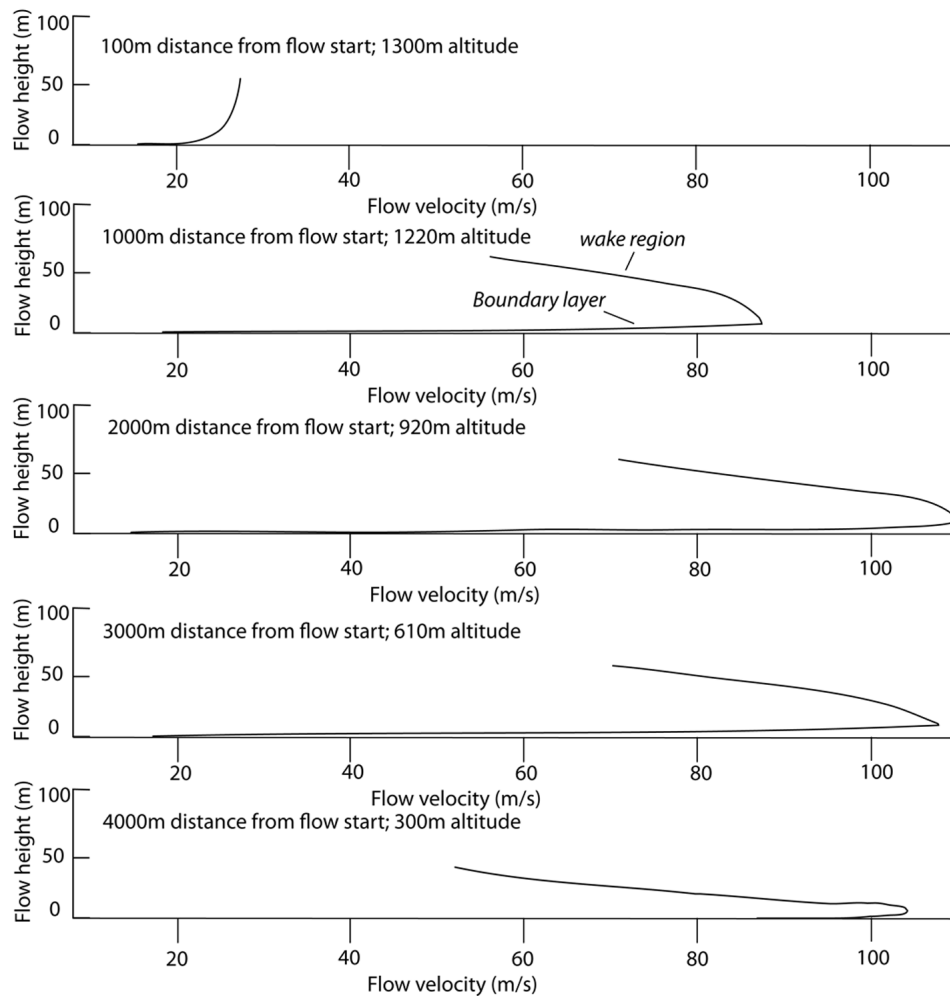 Flow height (m)
100
50
0
100m distance from flow start; 1300m altitude
20 40 60 80 100
Flow velocity (m/s)
Flow height (m)
100
50
0
1000m distance from flow start; 1220m altitude
wake region
Boundary layer
20 40 60 80 100
Flow velocity (m/s)
Flow height (m)
100
50
0
2000m distance from flow start; 920m altitude
20 40 60 80 100
Flow velocity (m/s)
Flow height (m)
100
50
0
3000m distance from flow start; 610m altitude
20 40 60 80 100
Flow velocity (m/s)
Flow height (m)
100
50
0
4000m distance from flow start; 300m altitude
20 40 60 80 100
Flow velocity (m/s)